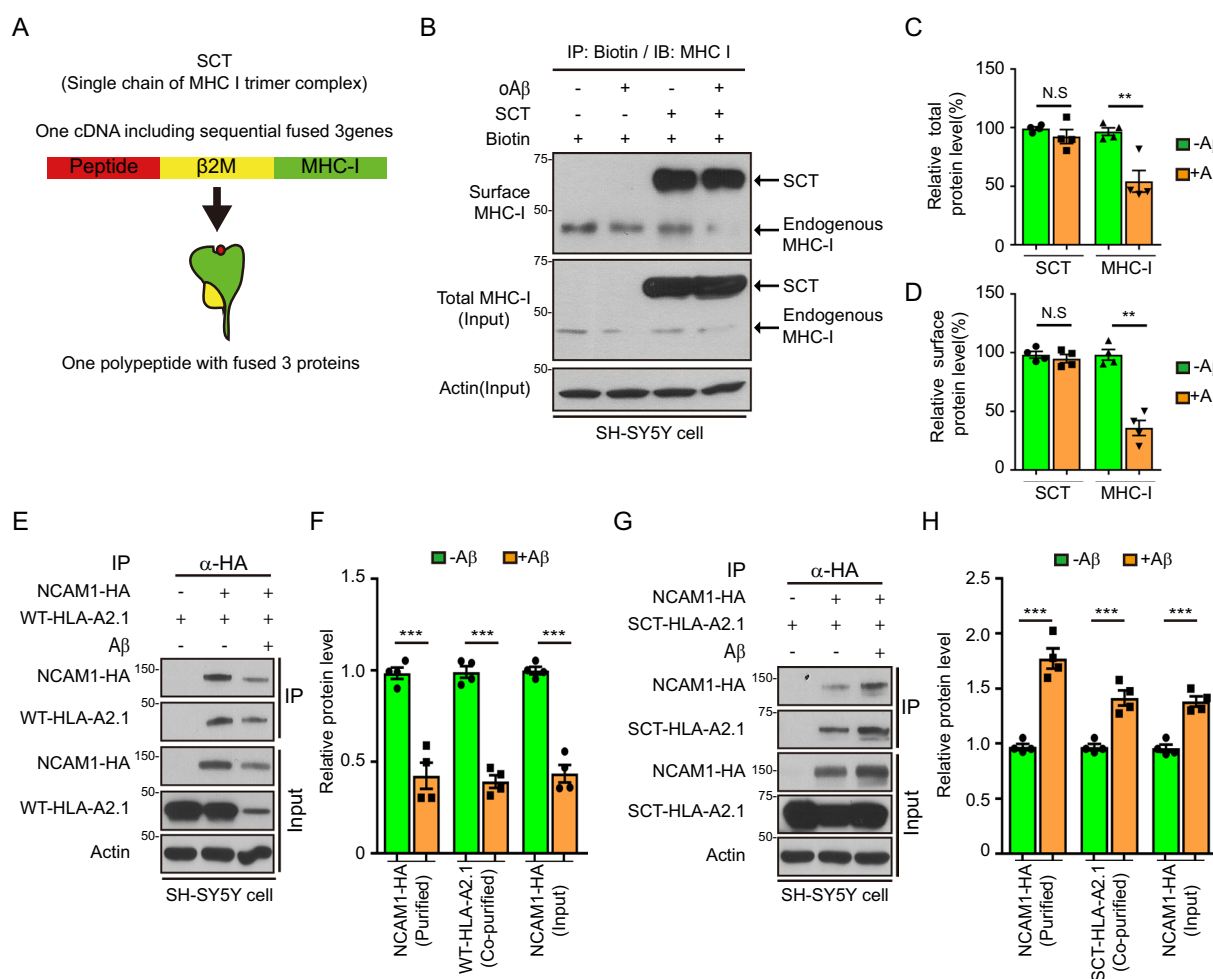 A
SCT
(Single chain of MHC I trimer complex)
One cDNA including sequential fused 3genes
Peptide β2M MHC-I
One polypeptide with fused 3 proteins
B
IP: Biotin / IB: MHC I
oAβ - + - +
SCT - - + +
Biotin + + + +
Surface MHC-I
75-
50-
SCT
Endogenous MHC-I
Total MHC-I (Input)
75-
50-
SCT
Endogenous MHC-I
Actin(Input)
50-
SH-SY5Y cell
C
Relative total protein level(%)
150
100
50
0
N.S **
SCT MHC-I
-A
+A
D
Relative surface protein level(%)
150
100
50
0
N.S **
SCT MHC-I
-A
+A
E
IP α-HA
NCAM1-HA - + +
WT-HLA-A2.1 + + +
Aβ - - +
NCAM1-HA 150-
WT-HLA-A2.1 50-
IP
NCAM1-HA 150-
WT-HLA-A2.1 50-
Actin 50-
Input
SH-SY5Y cell
F
-Aβ +Aβ
Relative protein level
1.5
1.0
0.5
0
*** *** ***
NCAM1-HA (Purified)
WT-HLA-A2.1 (Co-purified)
NCAM1-HA (Input)
G
IP α-HA
NCAM1-HA - + +
SCT-HLA-A2.1 + + +
Aβ - - +
NCAM1-HA 150-
SCT-HLA-A2.1 75-
IP
NCAM1-HA 150-
SCT-HLA-A2.1 75-
Actin 50-
Input
SH-SY5Y cell
H
-Aβ +Aβ
Relative protein level
2.5
2.0
1.5
1.0
0.5
0
*** *** ***
NCAM1-HA (Purified)
SCT-HLA-A2.1 (Co-purified)
NCAM1-HA (Input)